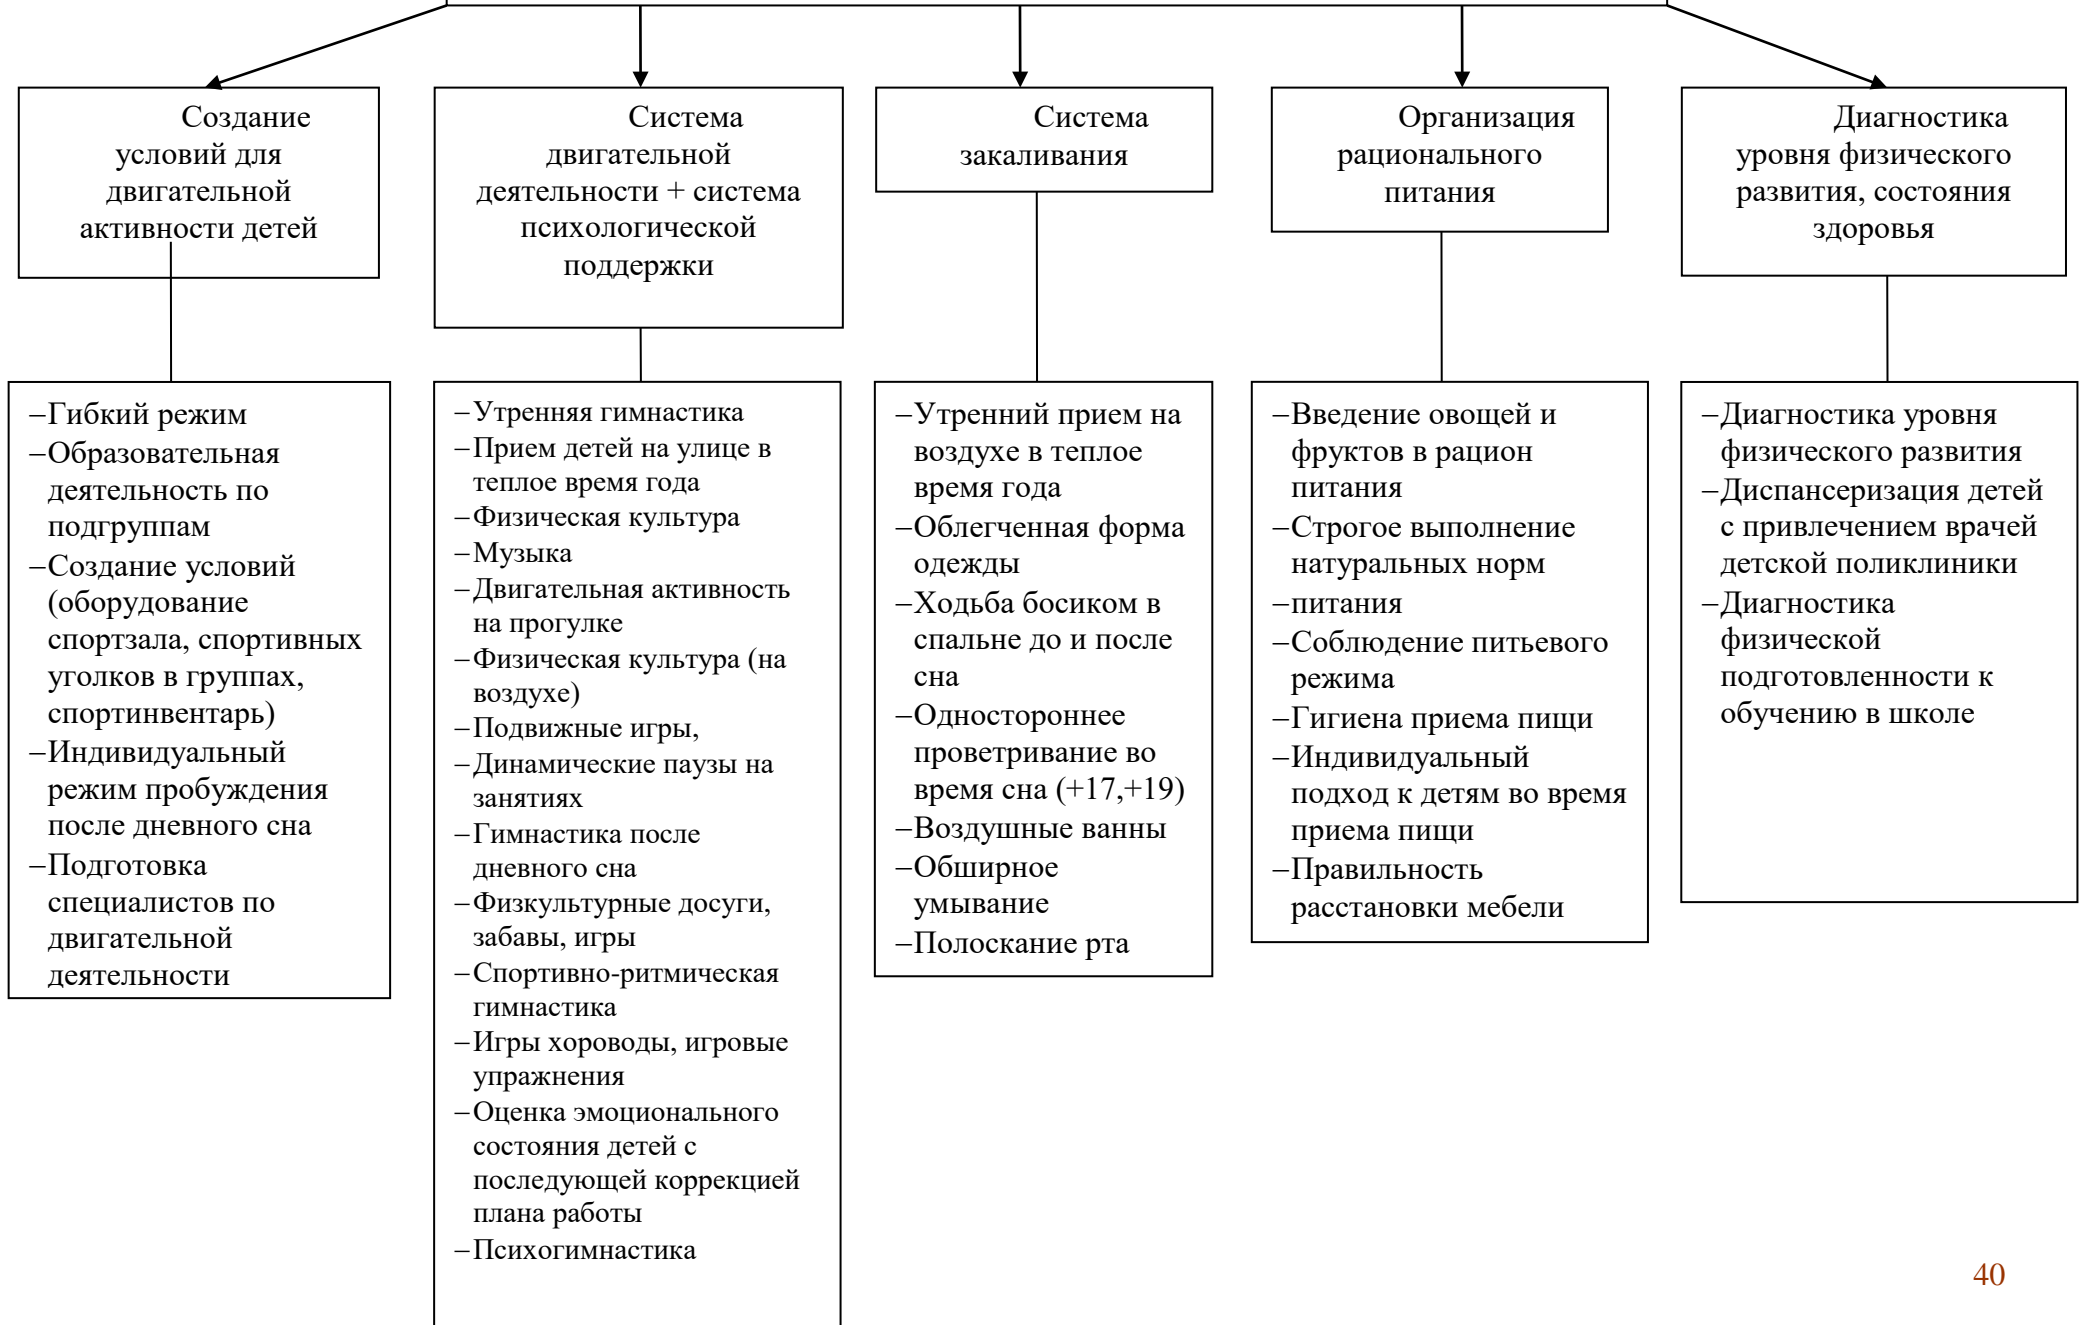 Создание
условий для
двигательной
активности детей
Система
двигательной
деятельности + система
психологической
поддержки
Система
закаливания
Организация
рационального
питания
Диагностика
уровня физического
развития, состояния
здоровья
–Гибкий режим
–Образовательная
деятельность по
подгруппам
–Создание условий
(оборудование
спортзала, спортивных
уголков в группах,
спортинвентарь)
–Индивидуальный
режим пробуждения
после дневного сна
–Подготовка
специалистов по
двигательной
деятельности
–Утренняя гимнастика
–Прием детей на улице в
теплое время года
–Физическая культура
–Музыка
–Двигательная активность
на прогулке
–Физическая культура (на
воздухе)
–Подвижные игры,
–Динамические паузы на
занятиях
–Гимнастика после
дневного сна
–Физкультурные досуги,
забавы, игры
–Спортивно-ритмическая
гимнастика
–Игры хороводы, игровые
упражнения
–Оценка эмоционального
состояния детей с
последующей коррекцией
плана работы
–Психогимнастика
–Утренний прием на
воздухе в теплое
время года
–Облегченная форма
одежды
–Ходьба босиком в
спальне до и после
сна
–Одностороннее
проветривание во
время сна (+17,+19)
–Воздушные ванны
–Обширное
умывание
–Полоскание рта
–Введение овощей и
фруктов в рацион
питания
–Строгое выполнение
натуральных норм
–питания
–Соблюдение питьевого
режима
–Гигиена приема пищи
–Индивидуальный
подход к детям во время
приема пищи
–Правильность
расстановки мебели
–Диагностика уровня
физического развития
–Диспансеризация детей
с привлечением врачей
детской поликлиники
–Диагностика
физической
подготовленности к
обучению в школе
40